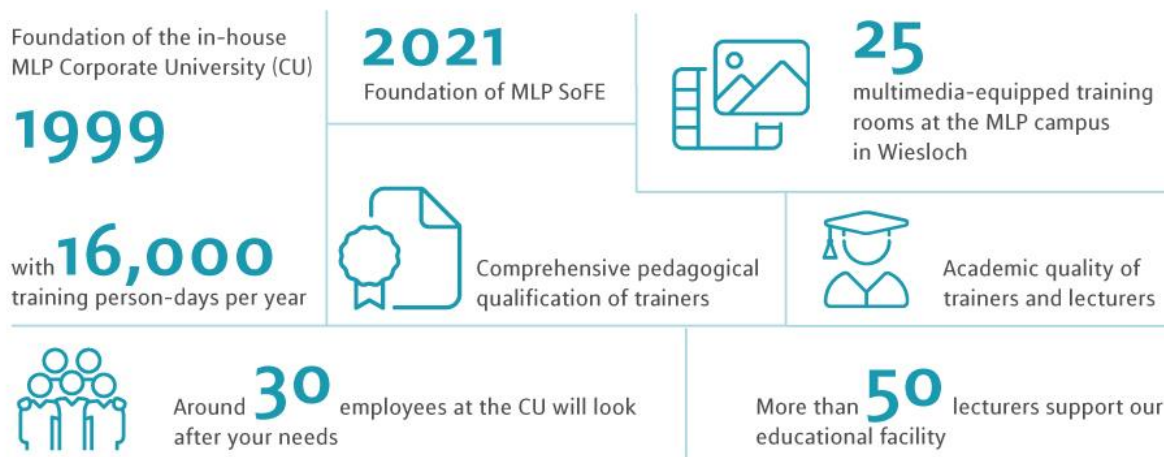 Foundation of the in-house
MLP Corporate University (CU)
1999
with 16,000
training person-days per year
2021
Foundation of MLP SoFE
25
multimedia-equipped training
rooms at the MLP campus
in Wiesloch
Comprehensive pedagogical
qualification of trainers
Academic quality of
trainers and lecturers
Around 30 employees at the CU will look
after your needs
More than 50 lecturers support our
educational facility